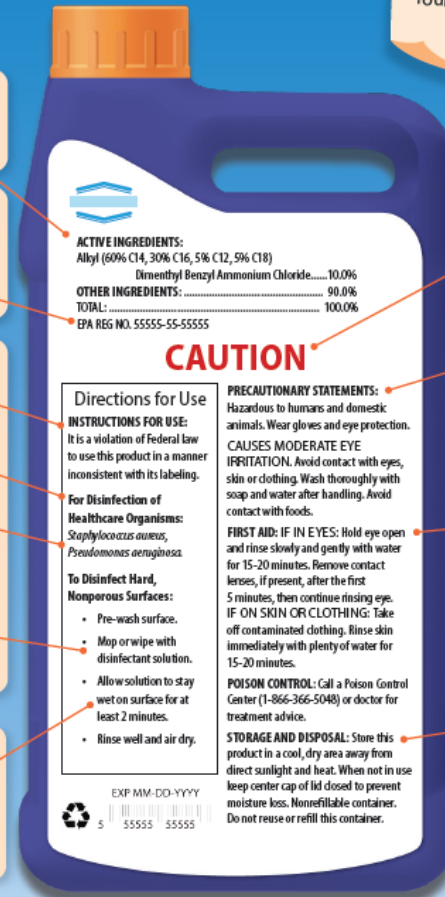 ACTIVE INGREDIENTS:
Alkyl (60% C14, 30% C16, 5% C12, 5% C18)
Dimenthyl Benzyl Ammonium Chloride......10.0%
OTHER INGREDIENTS: ................................................ 90.0%
TOTAL: ........................................................................ 100.0%
EPA REG NO. 55555-55-55555
CAUTION
Directions for Use
INSTRUCTIONS FOR USE:
It is a violation of Federal law
to use this product in a manner
inconsistent with its labeling.
For Disinfection of
Healthcare Organisms:
Staphylococcus aureus,
Pseudomonas aeruginosa.
To Disinfect Hard,
Nonporous Surfaces:
• Pre-wash surface.
• Mop or wipe with
disinfectant solution.
• Allow solution to stay
wet on surface for at
least 2 minutes.
• Rinse well and air dry.
EXP MM-DD-YYYY
5 55555 55555
PRECAUTIONARY STATEMENTS:
Hazardous to humans and domestic
animals. Wear gloves and eye protection.
CAUSES MODERATE EYE
IRRITATION. Avoid contact with eyes,
skin or clothing. Wash thoroughly with
soap and water after handling. Avoid
contact with foods.
FIRST AID: IF IN EYES: Hold eye open
and rinse slowly and gently with water
for 15-20 minutes. Remove contact
lenses, if present, after the first
5 minutes, then continue rinsing eye.
IF ON SKIN OR CLOTHING: Take
off contaminated clothing. Rinse skin
immediately with plenty of water for
15-20 minutes.
POISON CONTROL: Call a Poison Control
Center (1-866-366-5048) or doctor for
treatment advice.
STORAGE AND DISPOSAL: Store this
product in a cool, dry area away from
direct sunlight and heat. When not in use
keep center cap of lid closed to prevent
moisture loss. Nonrefillable container.
Do not reuse or refill this container.